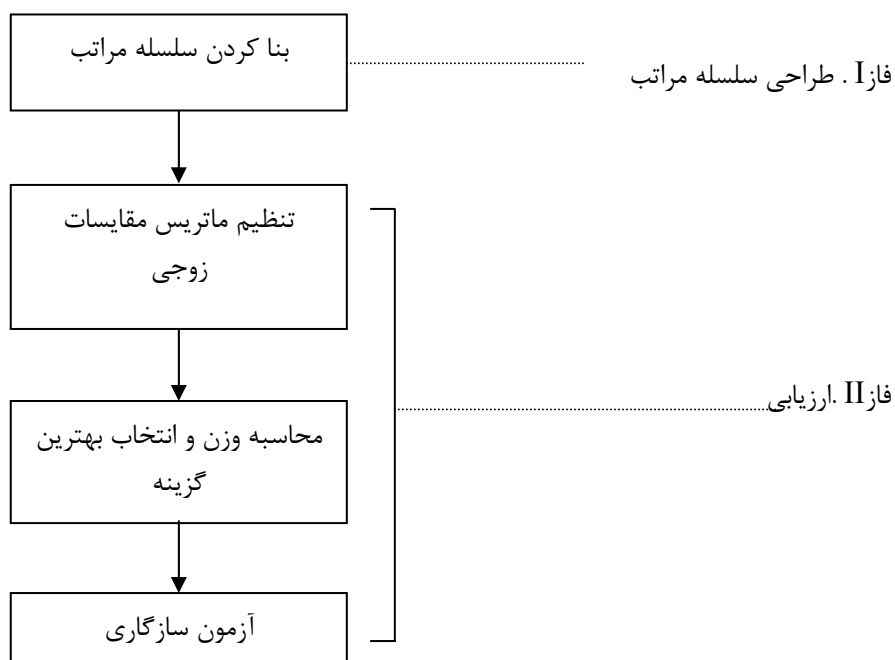 بنا کردن سلسله مراتب
فاز I . طراحی سلسله مراتب
تنظیم ماتریس مقایسات
زوجی
فاز II .ارزیابی
محاسبه وزن و انتخاب بهترین
گزینه
آزمون سازگاری